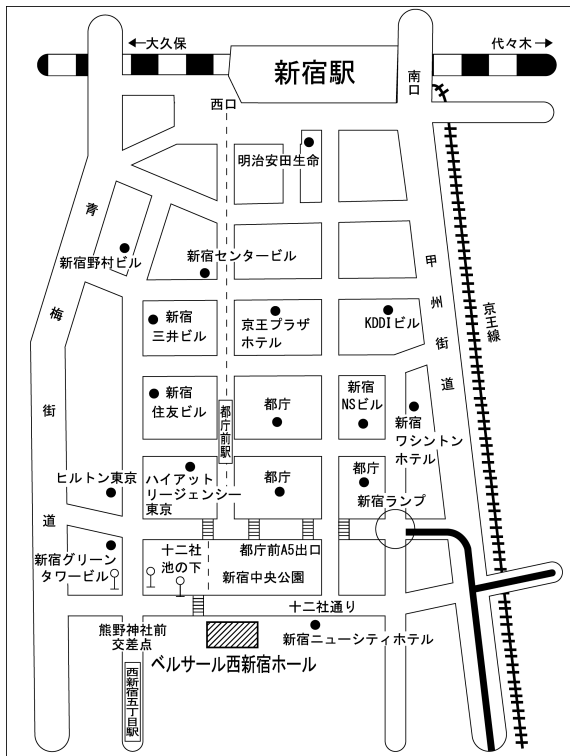 ←大久保
代々木→
新宿駅
南口
西口
明治安田生命
青梅街道
新宿野村ビル
新宿センタービル
甲州街道
京王線
新宿
三井ビル
京王プラザ
ホテル
KDDIビル
新宿
住友ビル
都庁
新宿
NSビル
新宿
ワシントン
ホテル
都庁前駅
ヒルトン東京
ハイアット
リージェンシー
東京
都庁
都庁
新宿ランプ
新宿グリーン
タワービル
十二社
池の下
都庁前A5出口
新宿中央公園
十二社通り
熊野神社前
交差点
新宿ニューシティホテル
ベルサール西新宿ホール
西新宿五丁目駅